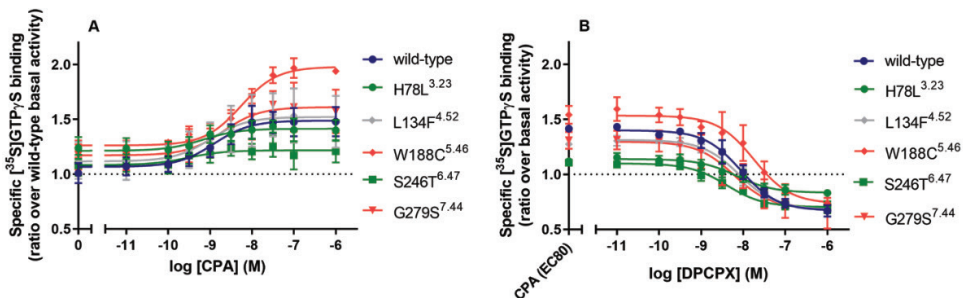 A
Specific [³⁵S]GTPγS binding
(ratio over wild-type basal activity)
2.0
1.5
1.0
0.5
0
-11
-10
-9
-8
-7
-6
log [CPA] (M)
wild-type
H78L³·²³
L134F⁴·⁵²
W188C⁵·⁴⁶
S246T⁶·⁴⁷
G279S⁷·⁴⁴
B
Specific [³⁵S]GTPγS binding
(ratio over wild-type basal activity)
2.0
1.5
1.0
0.5
CPA (EC80)
-11
-10
-9
-8
-7
-6
log [DPCPX] (M)
wild-type
H78L³·²³
L134F⁴·⁵²
W188C⁵·⁴⁶
S246T⁶·⁴⁷
G279S⁷·⁴⁴